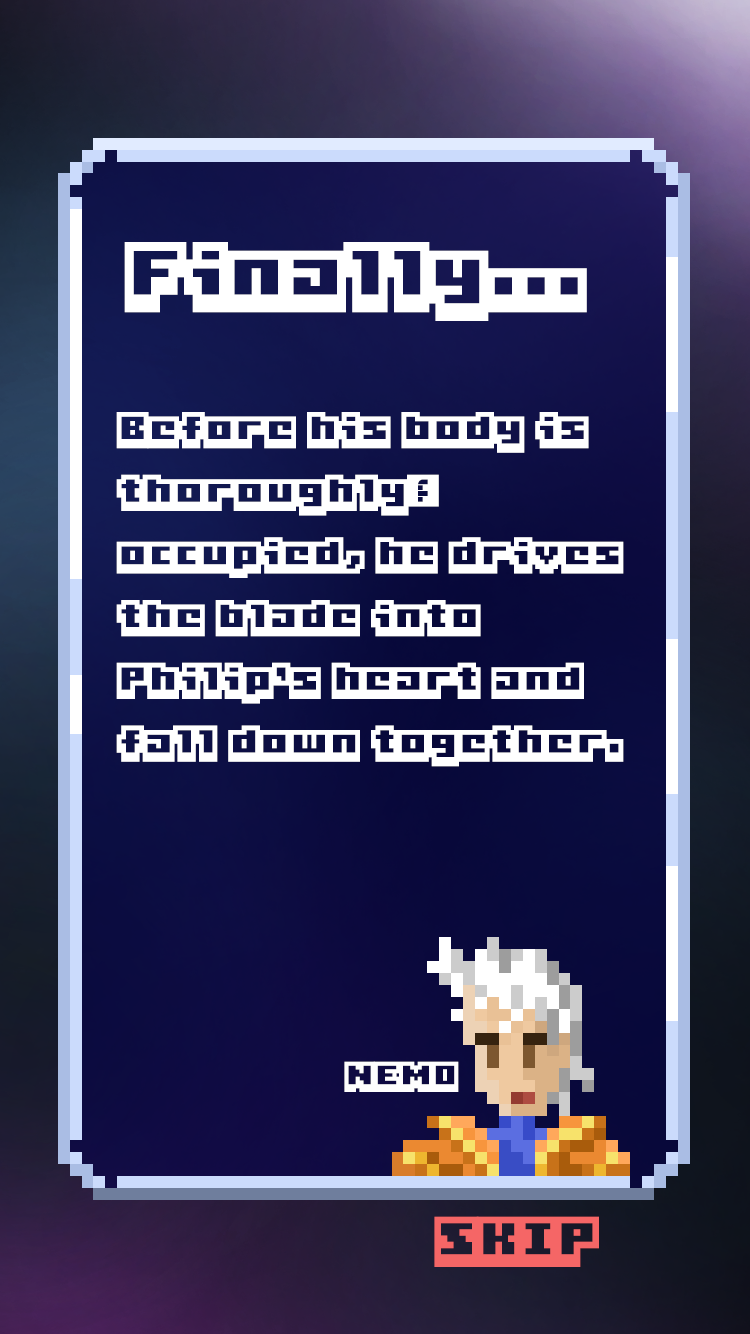 Finally...
Before his body is
thoroughly
occupied, he drives
the blade into
Philip's heart and
fall down together.
NEMO
SKIP